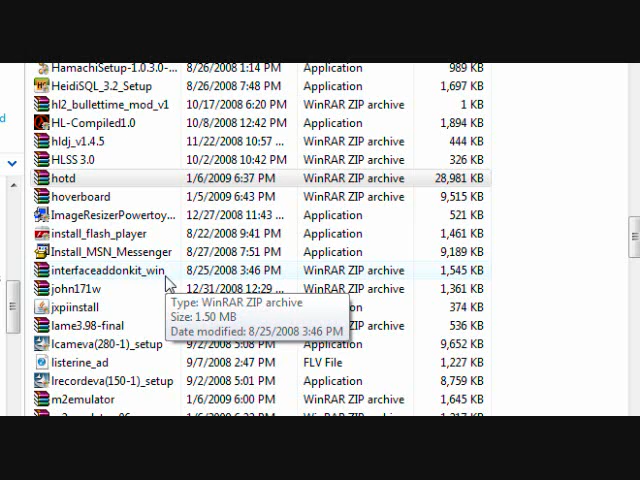 HamachiSetup-1.0.3.0-... 8/26/2008 1:14 PM Application 989 KB
HeidiSQL_3.2_Setup 8/26/2008 7:48 PM Application 1,697 KB
hl2_bullettime_mod_v1 10/17/2008 6:20 PM WinRAR ZIP archive 1 KB
HL-Compiled1.0 10/8/2008 12:42 PM Application 1,894 KB
hldj_v1.4.5 11/22/2008 10:57 ... WinRAR ZIP archive 444 KB
HLSS 3.0 10/2/2008 10:42 PM WinRAR ZIP archive 326 KB
hotd 1/6/2009 6:37 PM WinRAR ZIP archive 28,981 KB
hoverboard 1/5/2009 6:43 PM WinRAR ZIP archive 9,515 KB
ImageResizerPowertoy... 12/27/2008 11:43 ... Application 521 KB
install_flash_player 8/22/2008 9:41 PM Application 1,461 KB
Install_MSN_Messenger 8/27/2008 7:51 PM Application 9,189 KB
interfaceaddonkit_win 8/25/2008 3:46 PM WinRAR ZIP archive 1,545 KB
john171w 12/31/2008 12:29 ... WinRAR ZIP archive 1,361 KB
jxpiinstall 374 KB
Type: WinRAR ZIP archive
Size: 1.50 MB
Date modified: 8/25/2008 3:46 PM
lame3.98-final archive 536 KB
lcameva(280-1)_setup 9/2/2008 5:08 PM Application 9,652 KB
listerine_ad 9/7/2008 2:47 PM FLV File 1,227 KB
lrecordeva(150-1)_setup 9/2/2008 5:01 PM Application 8,759 KB
m2emulator 1/6/2009 6:00 PM WinRAR ZIP archive 1,645 KB